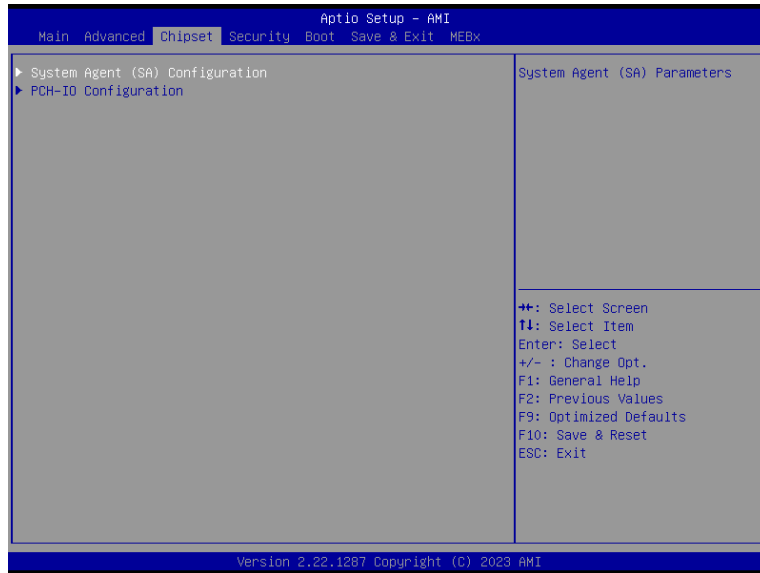 Aptio Setup – AMI
Main Advanced Chipset Security Boot Save & Exit MEBx
▶ System Agent (SA) Configuration
▶ PCH-IO Configuration
System Agent (SA) Parameters
→←: Select Screen
↑↓: Select Item
Enter: Select
+/- : Change Opt.
F1: General Help
F2: Previous Values
F9: Optimized Defaults
F10: Save & Reset
ESC: Exit
Version 2.22.1287 Copyright (C) 2023 AMI